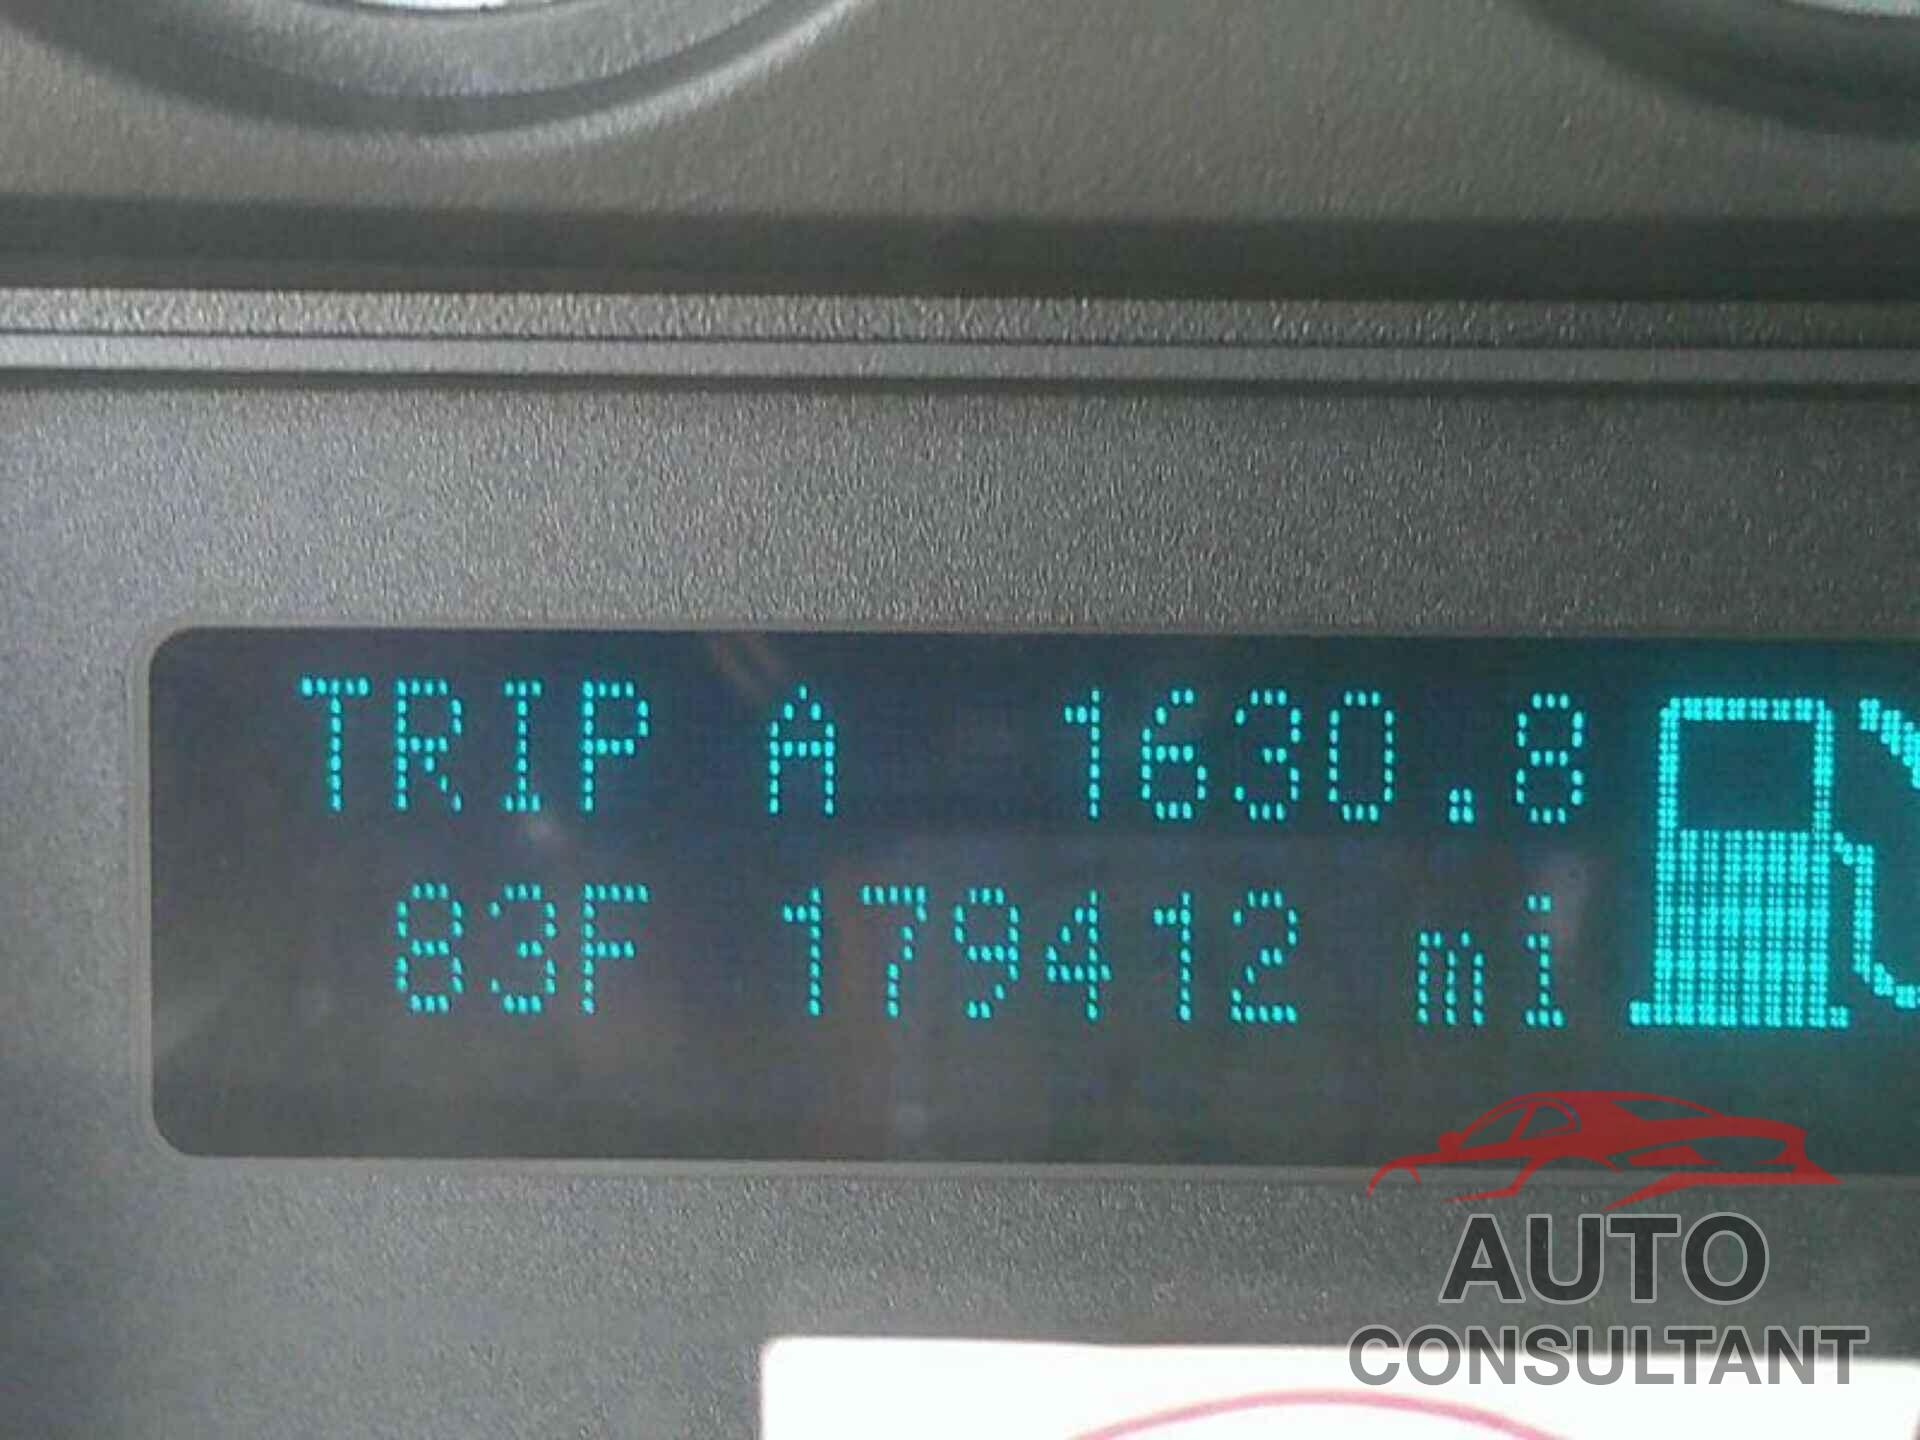 TRIP A 1630.8
83F 179412 mi
AUTO
CONSULTANT